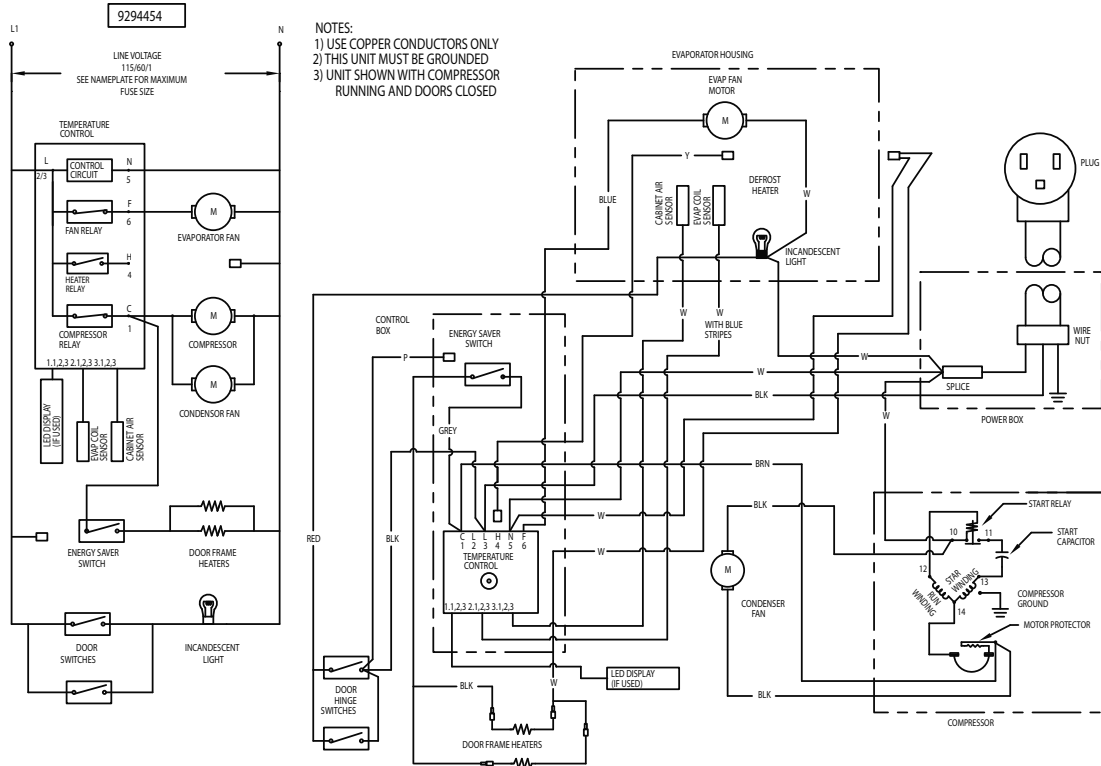 9294454
L1
N
NOTES:
1) USE COPPER CONDUCTORS ONLY
2) THIS UNIT MUST BE GROUNDED
3) UNIT SHOWN WITH COMPRESSOR
RUNNING AND DOORS CLOSED
LINE VOLTAGE
115/60/1
SEE NAMEPLATE FOR MAXIMUM
FUSE SIZE
TEMPERATURE
CONTROL
L
2/3
CONTROL
CIRCUIT
N
5
F
6
FAN RELAY
M
EVAPORATOR FAN
H
4
HEATER
RELAY
C
1
COMPRESSOR
RELAY
M
COMPRESSOR
1.1,2,3 2.1,2,3 3.1,2,3
M
CONDENSOR FAN
LED DISPLAY
(IF USED)
EVAP COIL
SENSOR
CABINET AIR
SENSOR
ENERGY SAVER
SWITCH
DOOR FRAME
HEATERS
DOOR
SWITCHES
INCANDESCENT
LIGHT
EVAPORATOR HOUSING
EVAP FAN
MOTOR
M
Y
BLUE
CABINET AIR
SENSOR
EVAP COIL
SENSOR
DEFROST
HEATER
W
INCANDESCENT
LIGHT
W
W
WITH BLUE
STRIPES
PLUG
WIRE
NUT
W
W
SPLICE
BLK
POWER BOX
W
CONTROL
BOX
ENERGY SAVER
SWITCH
P
GREY
BRN
BLK
W
W
RED
BLK
C L L H N F
1 2 3 4 5 6
TEMPERATURE
CONTROL
1.1,2,3 2.1,2,3 3.1,2,3
M
CONDENSER
FAN
BLK
START RELAY
10
11
START
CAPACITOR
12
13
STAR
WINDING
RUN
WINDING
14
COMPRESSOR
GROUND
MOTOR PROTECTOR
COMPRESSOR
DOOR
HINGE
SWITCHES
BLK
W
LED DISPLAY
(IF USED)
DOOR FRAME HEATERS